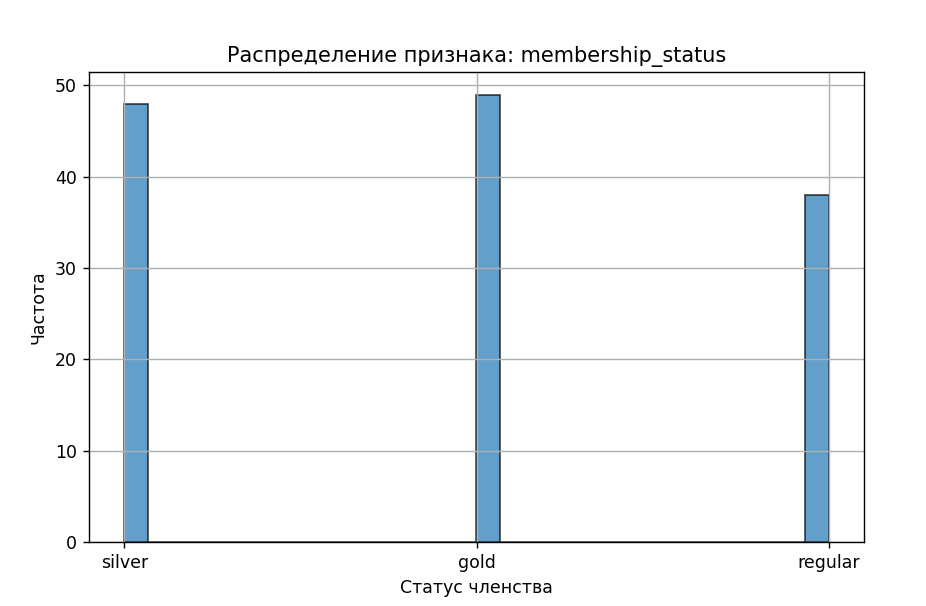 Распределение признака: membership_status
50
40
30
20
10
0
Частота
silver gold regular
Статус членства